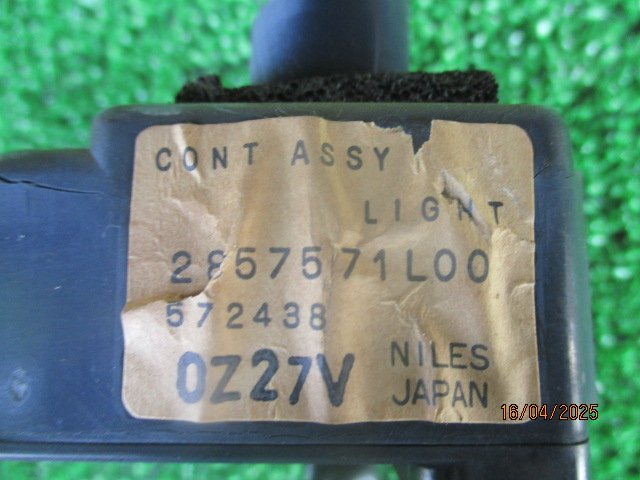 CONT ASSY
LIGHT
2857571L00
572438
0Z27V
NILES
JAPAN
16/04/2025